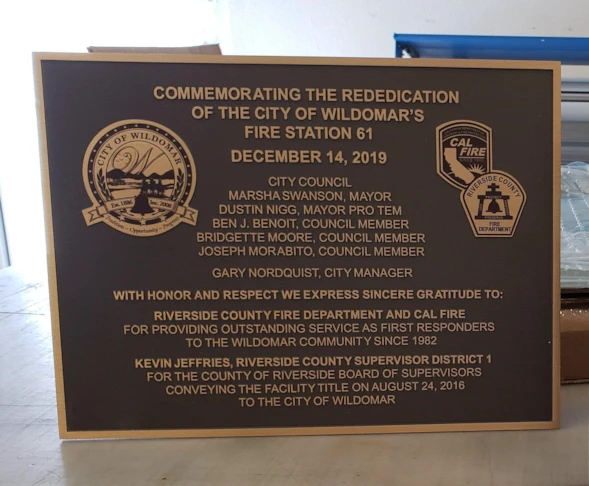 COMMEMORATING THE REDEDICATION
OF THE CITY OF WILDOMAR'S
FIRE STATION 61
DECEMBER 14, 2019
CITY OF WILDOMAR
W
Est. 1886 Inc. 2008
Opportunity
CAL
FIRE
RIVERSIDE COUNTY
FIRE
DEPARTMENT
CITY COUNCIL
MARSHA SWANSON, MAYOR
DUSTIN NIGG, MAYOR PRO TEM
BEN J. BENOIT, COUNCIL MEMBER
BRIDGETTE MOORE, COUNCIL MEMBER
JOSEPH MORABITO, COUNCIL MEMBER
GARY NORDQUIST, CITY MANAGER
WITH HONOR AND RESPECT WE EXPRESS SINCERE GRATITUDE TO:
RIVERSIDE COUNTY FIRE DEPARTMENT AND CAL FIRE
FOR PROVIDING OUTSTANDING SERVICE AS FIRST RESPONDERS
TO THE WILDOMAR COMMUNITY SINCE 1982
KEVIN JEFFRIES, RIVERSIDE COUNTY SUPERVISOR DISTRICT 1
FOR THE COUNTY OF RIVERSIDE BOARD OF SUPERVISORS
CONVEYING THE FACILITY TITLE ON AUGUST 24, 2016
TO THE CITY OF WILDOMAR